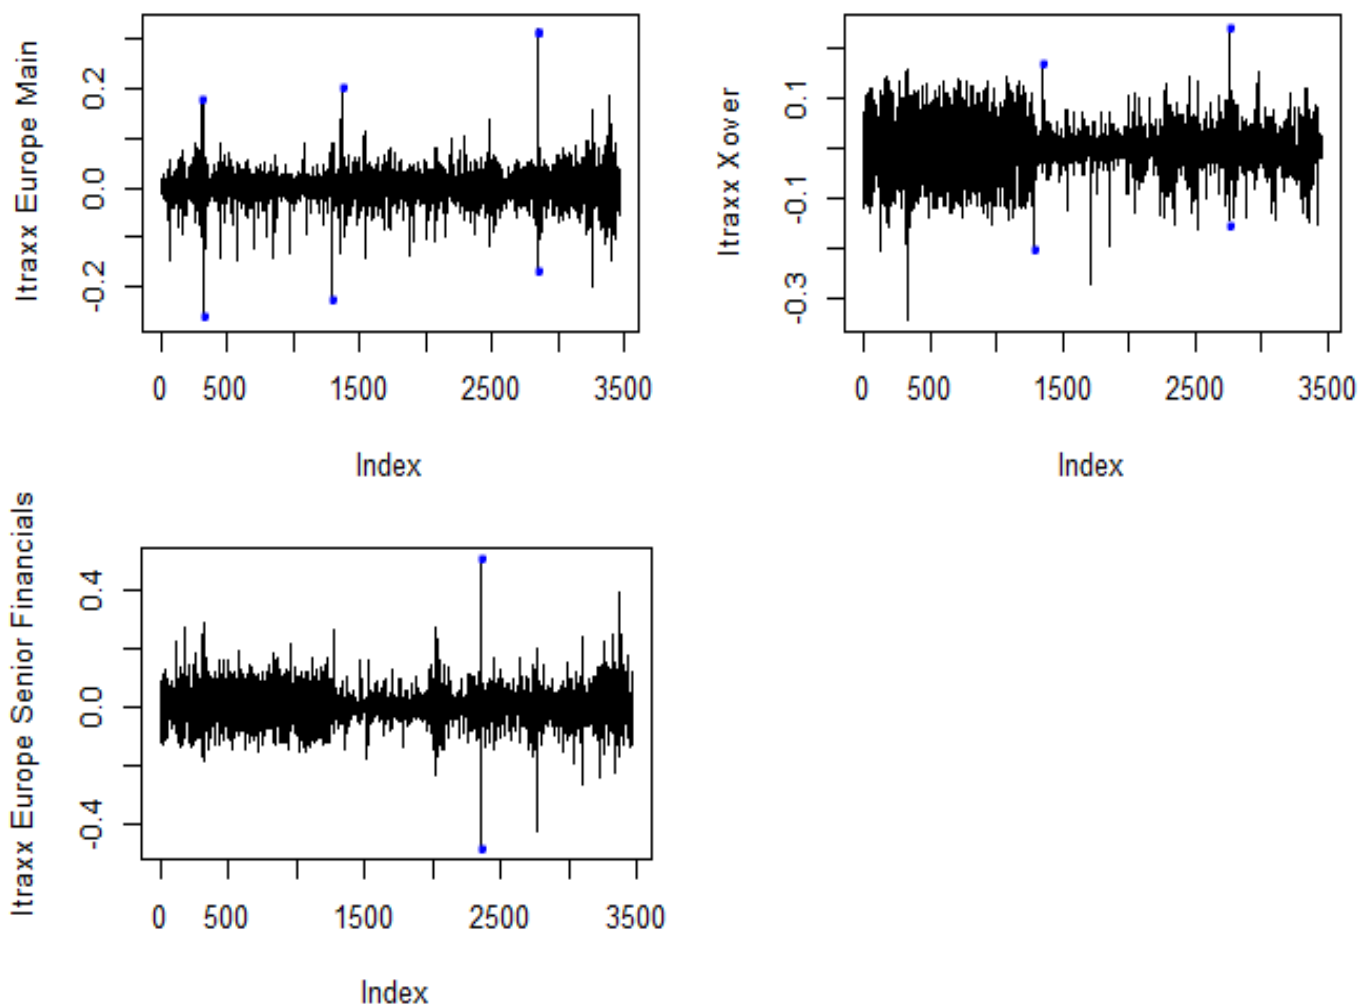 Itraxx Europe Main
0.2
0.0
-0.2
0 500 1500 2500 3500
Index
Itraxx Xover
0.1
-0.1
-0.3
0 500 1500 2500 3500
Index
Itraxx Europe Senior Financials
0.4
0.0
-0.4
0 500 1500 2500 3500
Index